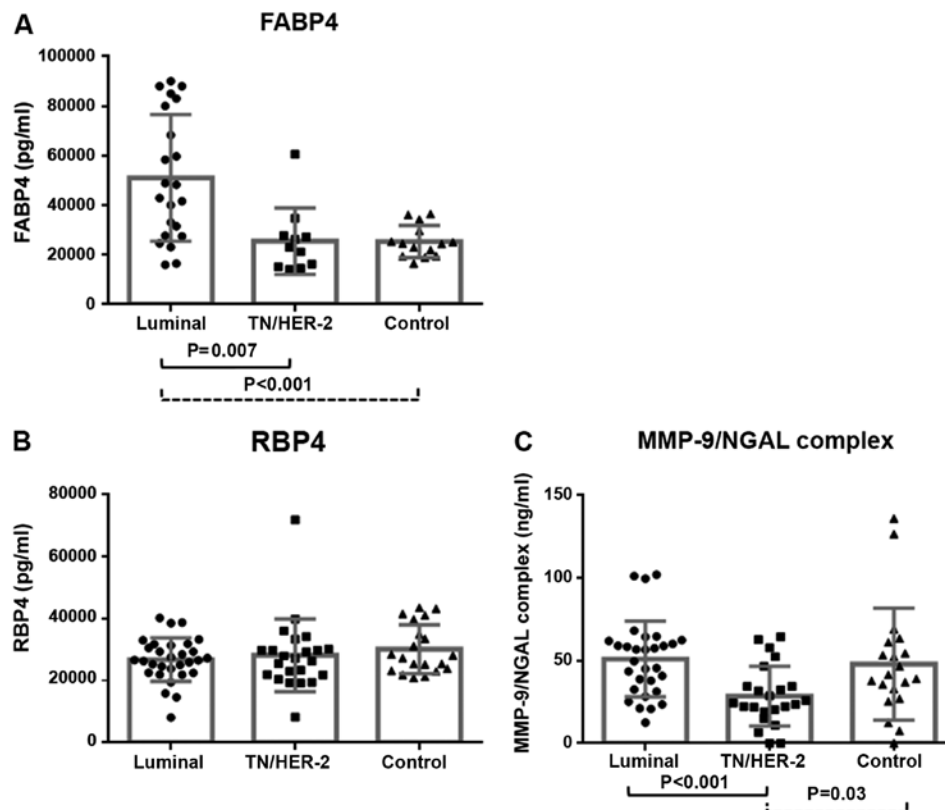 A
FABP4
FABP4 (pg/ml)
100000
80000
60000
40000
20000
0
Luminal TN/HER-2 Control
P=0.007
P<0.001
B
RBP4
RBP4 (pg/ml)
80000
60000
40000
20000
0
Luminal TN/HER-2 Control
C
MMP-9/NGAL complex
MMP-9/NGAL complex (ng/ml)
150
100
50
0
Luminal TN/HER-2 Control
P<0.001
P=0.03